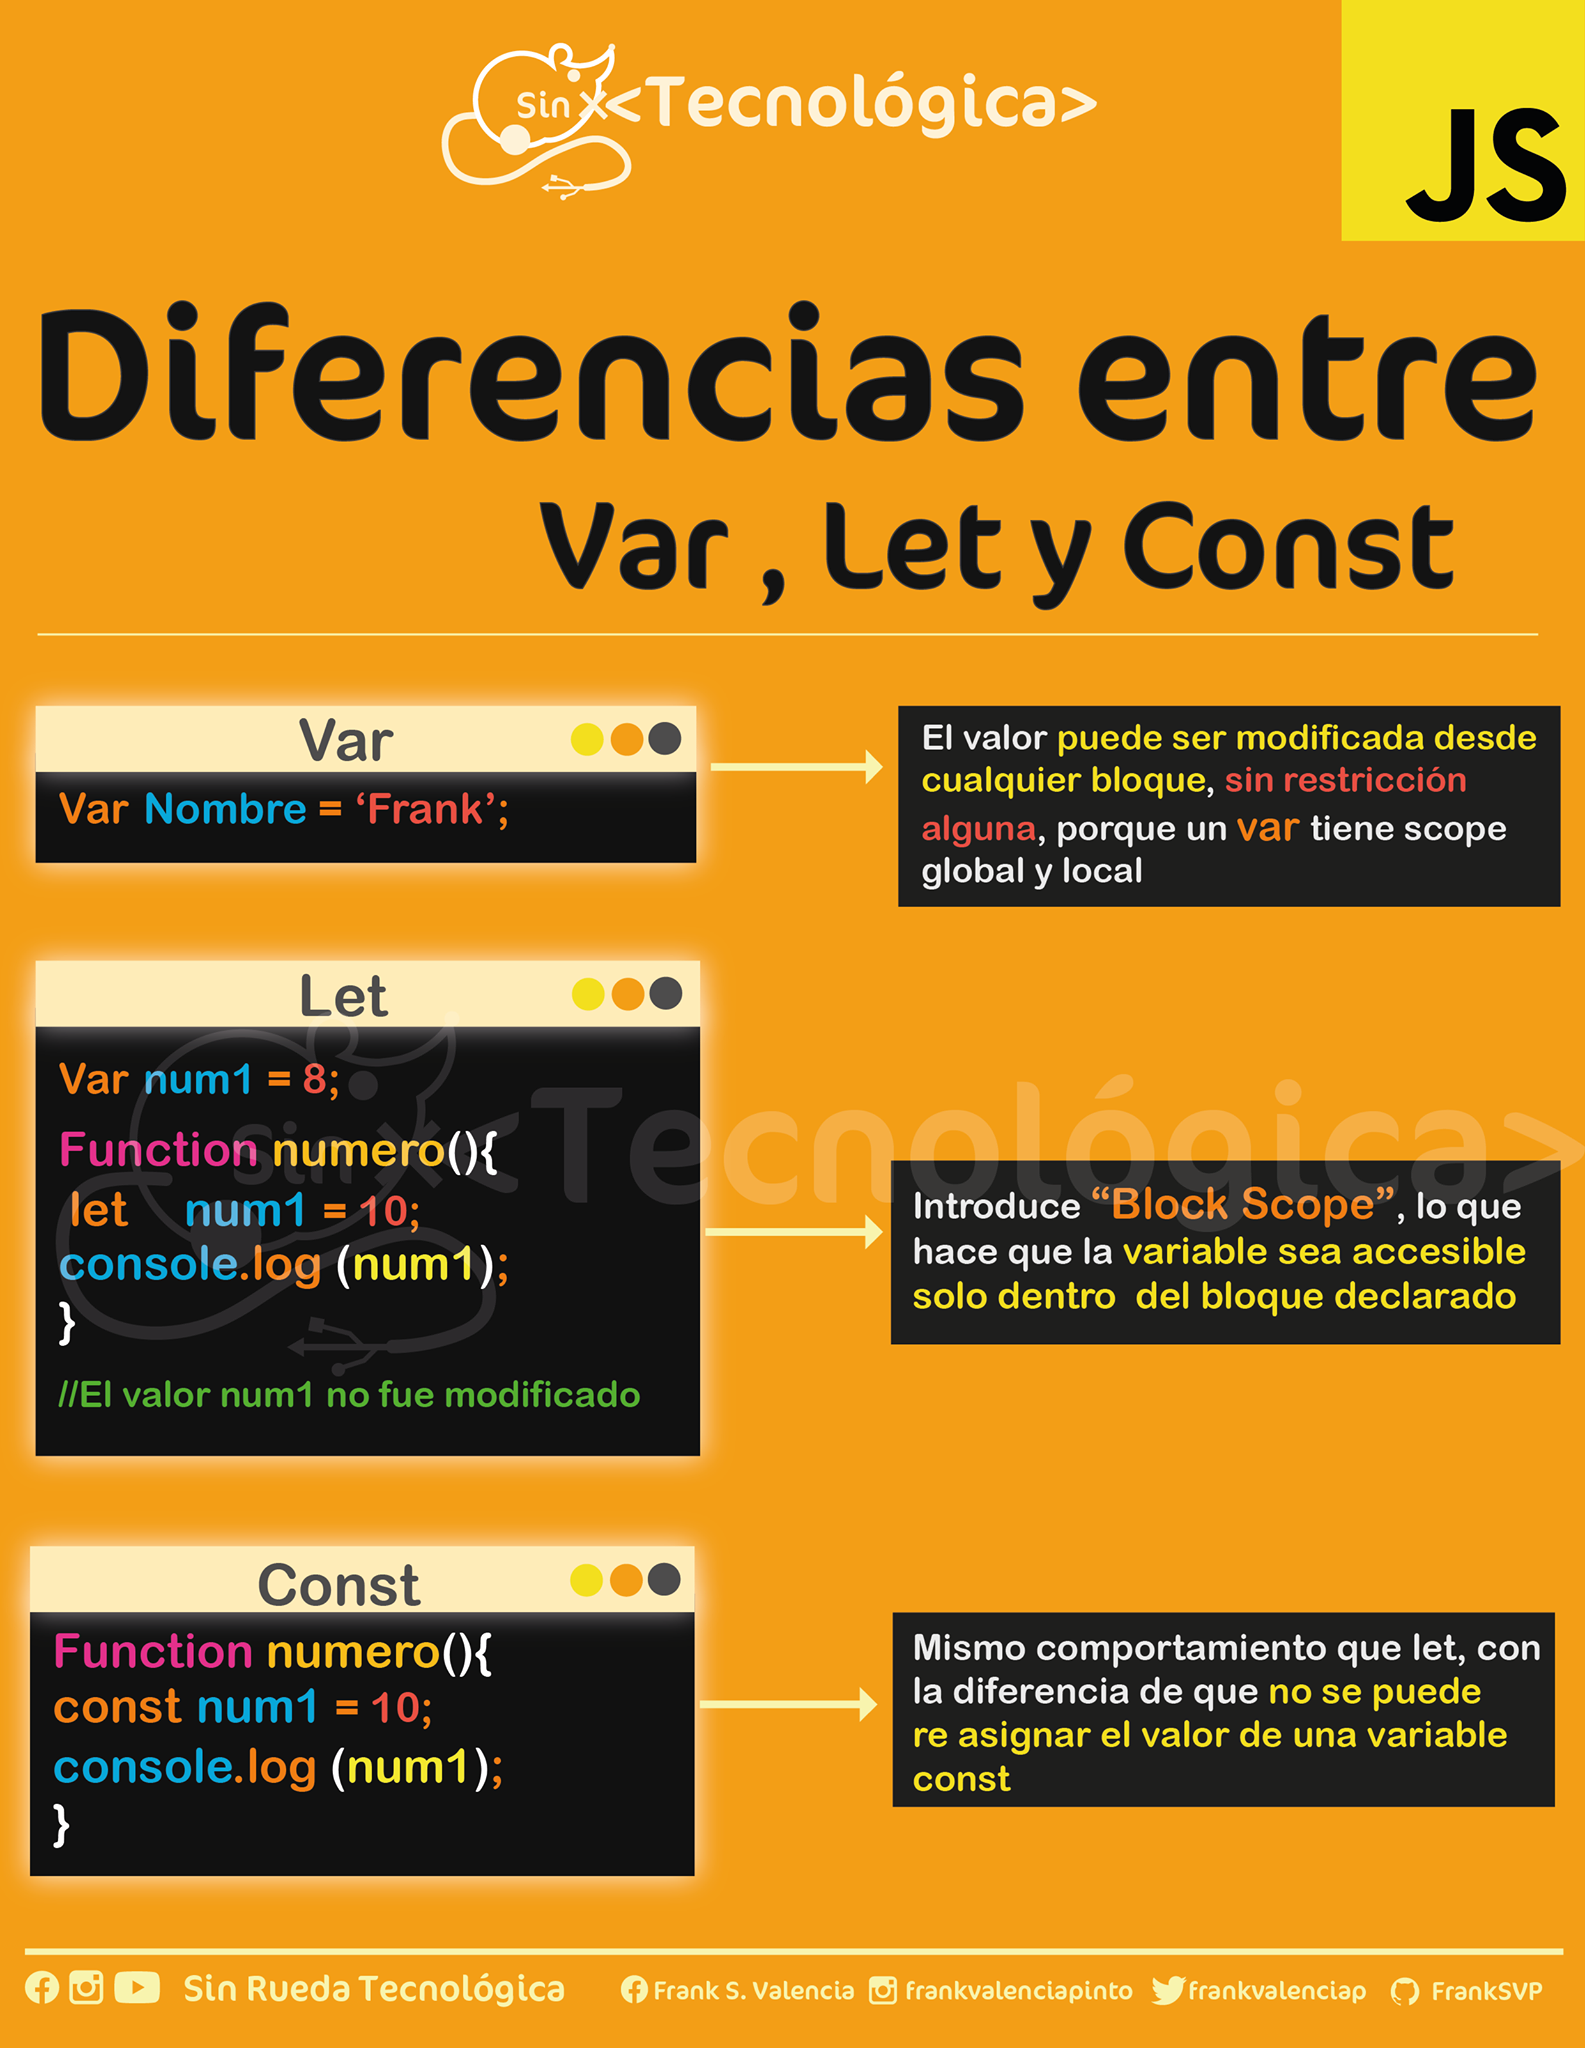 Sin <Tecnológica>
JS
Diferencias entre
Var , Let y Const
Var
Var Nombre = ‘Frank’;
El valor puede ser modificada desde
cualquier bloque, sin restricción
alguna, porque un var tiene scope
global y local
Let
Var num1 = 8;
Function numero(){
let num1 = 10;
console.log (num1);
}
//El valor num1 no fue modificado
Sin <Tecnológica>
Introduce “Block Scope”, lo que
hace que la variable sea accesible
solo dentro del bloque declarado
Const
Function numero(){
const num1 = 10;
console.log (num1);
}
Mismo comportamiento que let, con
la diferencia de que no se puede
re asignar el valor de una variable
const
Sin Rueda Tecnológica Frank S. Valencia frankvalenciapinto frankvalenciap FrankSVP